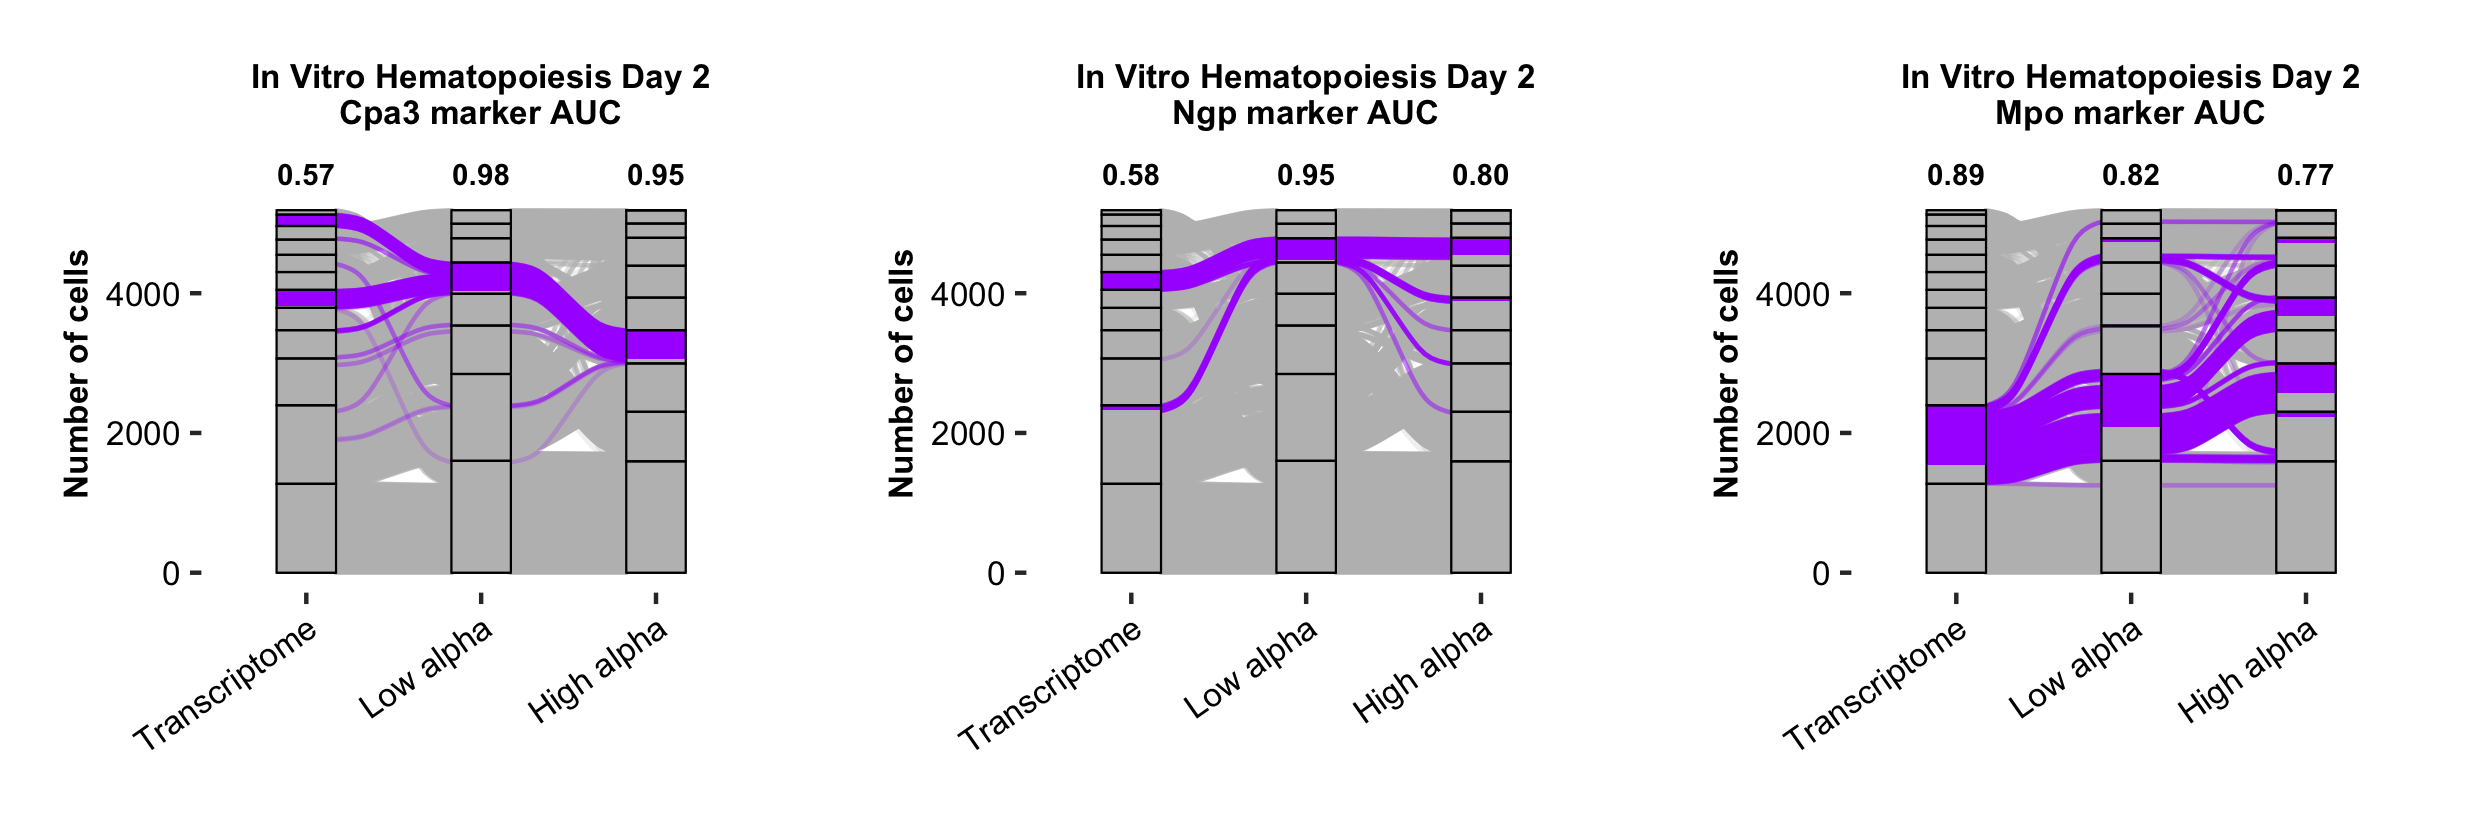 In Vitro Hematopoiesis Day 2
Cpa3 marker AUC
0.57 0.98 0.95
Number of cells
4000
2000
0
Transcriptome
Low alpha
High alpha
In Vitro Hematopoiesis Day 2
Ngp marker AUC
0.58 0.95 0.80
Number of cells
4000
2000
0
Transcriptome
Low alpha
High alpha
In Vitro Hematopoiesis Day 2
Mpo marker AUC
0.89 0.82 0.77
Number of cells
4000
2000
0
Transcriptome
Low alpha
High alpha